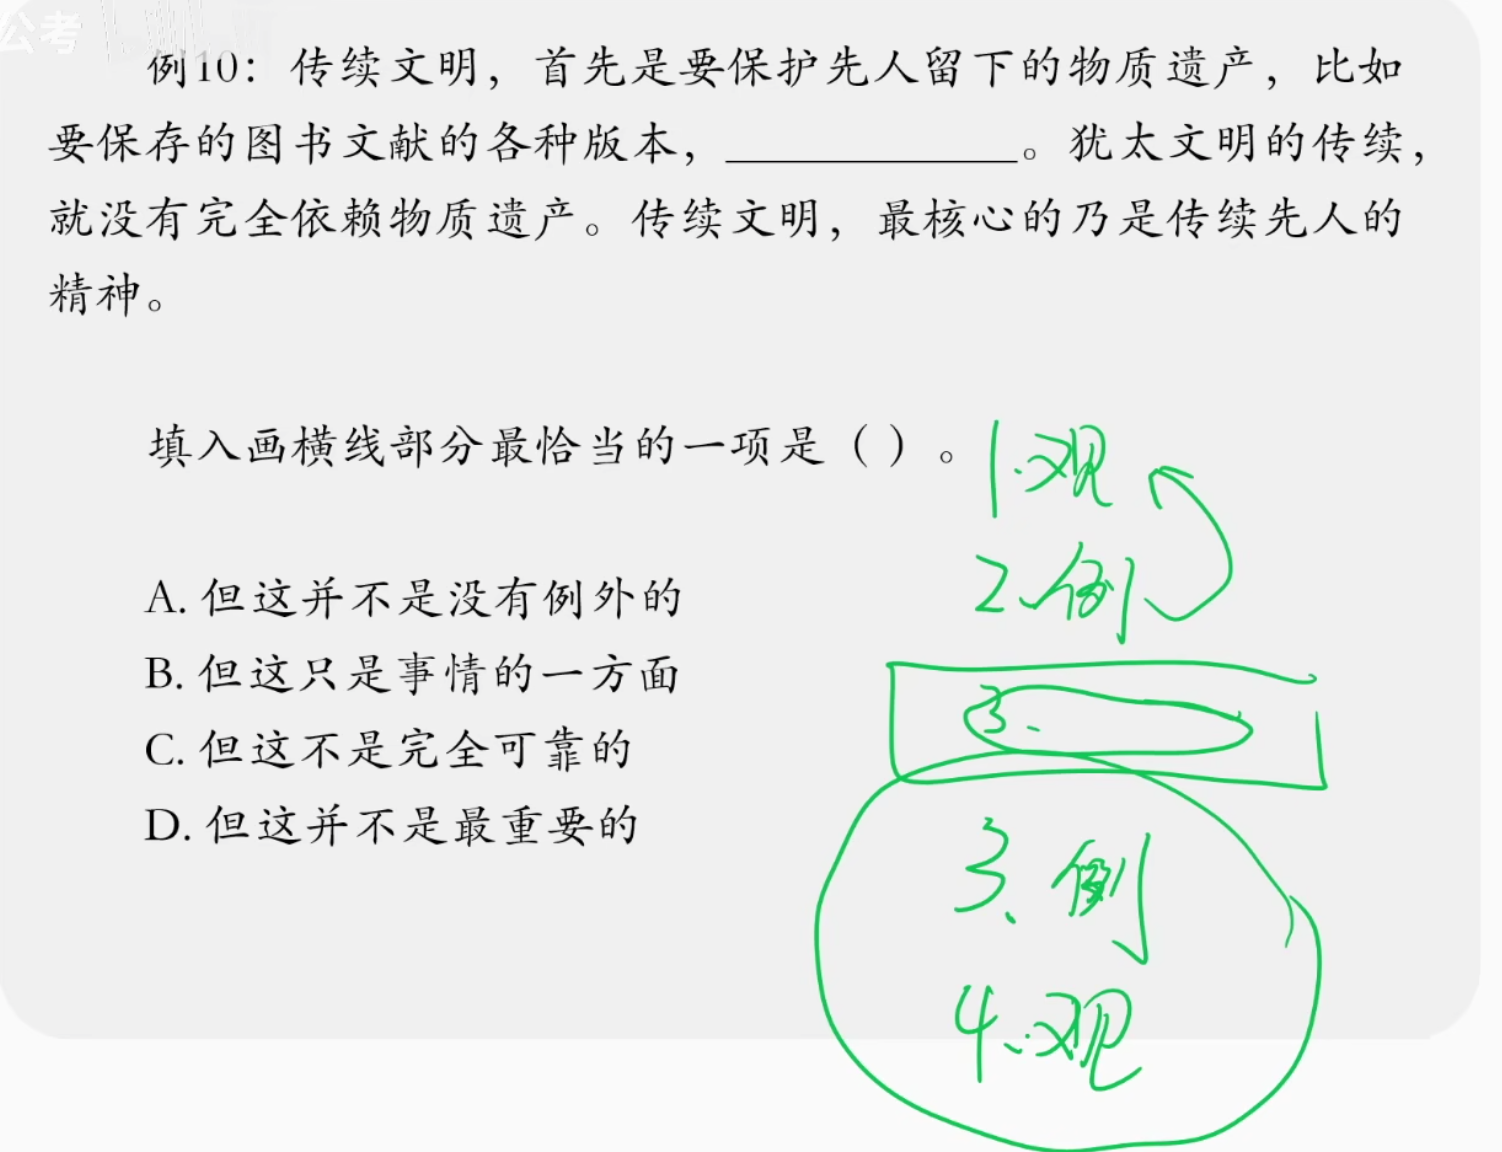 公考
例10：传续文明，首先是要保护先人留下的物质遗产，比如
要保存的图书文献的各种版本，____________。犹太文明的传续，
就没有完全依赖物质遗产。传续文明，最核心的乃是传续先人的
精神。
填入画横线部分最恰当的一项是（ ）。
1.观
2.例
A. 但这并不是没有例外的
B. 但这只是事情的一方面
3.
C. 但这不是完全可靠的
D. 但这并不是最重要的
3、例
4.观